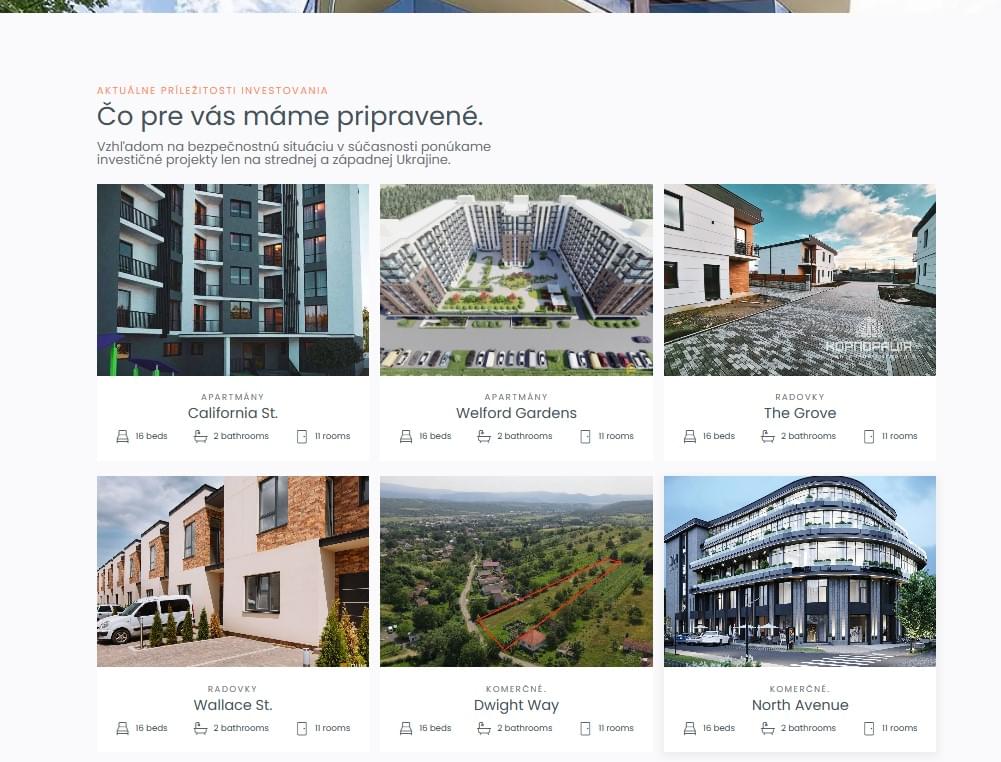 AKTUÁLNE PRÍLEŽITOSTI INVESTOVANIA
Čo pre vás máme pripravené.
Vzhľadom na bezpečnostnú situáciu v súčasnosti ponúkame
investičné projekty len na strednej a západnej Ukrajine.
КОРПОРАЦІЯ
APARTMÁNY
California St.
16 beds 2 bathrooms 11 rooms
APARTMÁNY
Welford Gardens
16 beds 2 bathrooms 11 rooms
RADOVKY
The Grove
16 beds 2 bathrooms 11 rooms
RADOVKY
Wallace St.
16 beds 2 bathrooms 11 rooms
KOMERČNÉ.
Dwight Way
16 beds 2 bathrooms 11 rooms
KOMERČNÉ.
North Avenue
16 beds 2 bathrooms 11 rooms